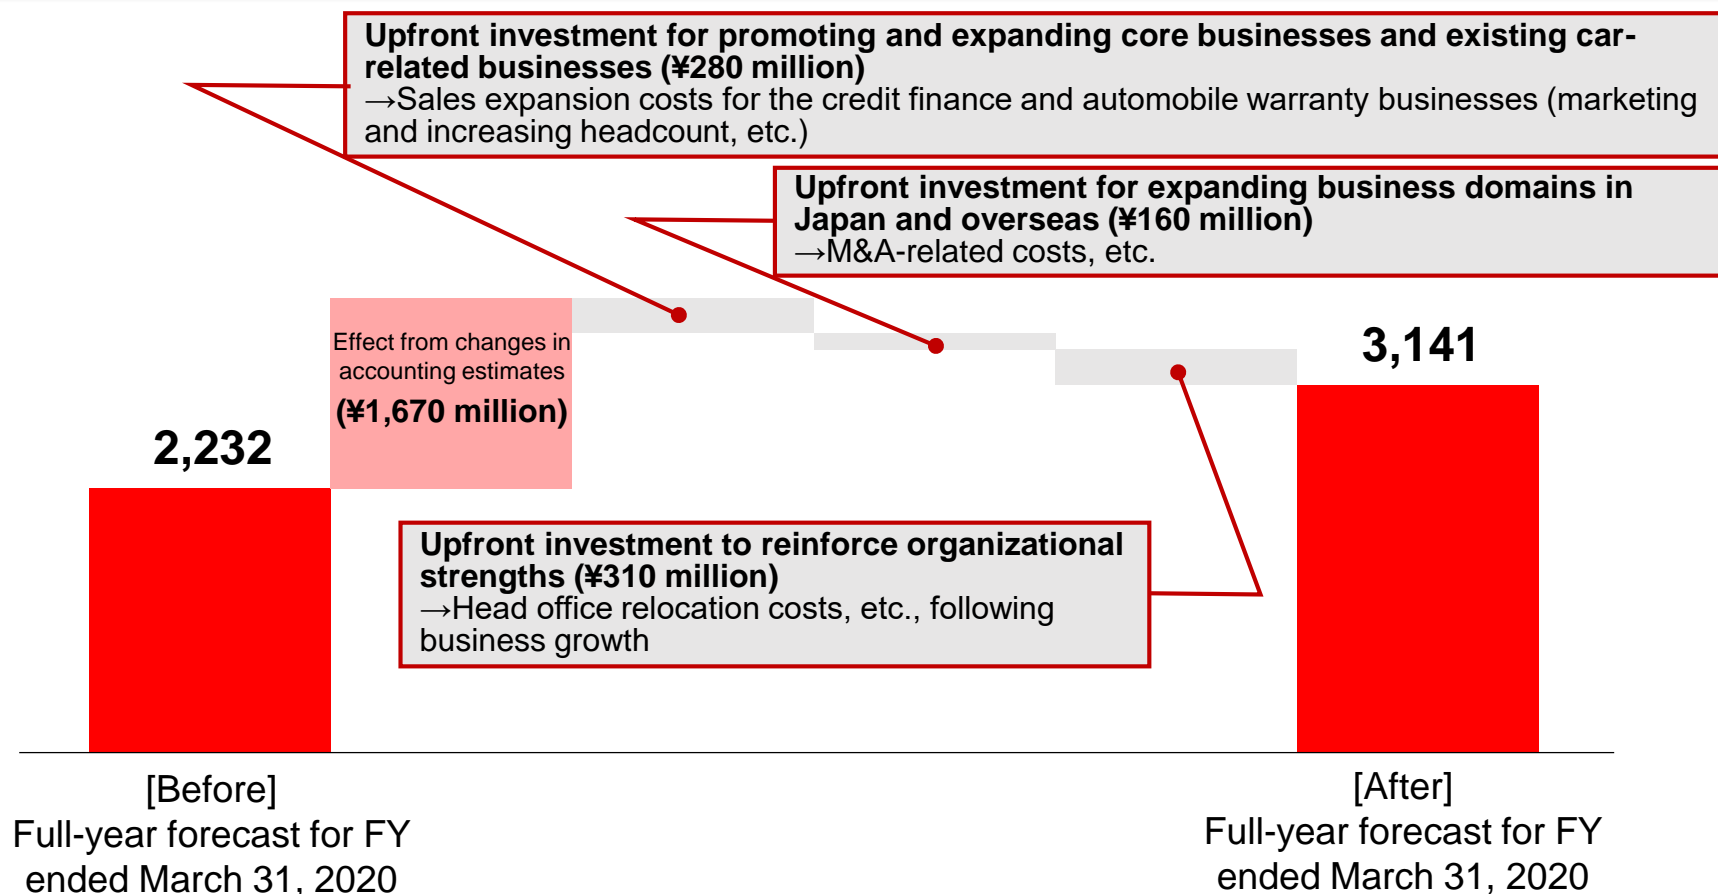 Upfront investment for promoting and expanding core businesses and existing car-
related businesses (¥280 million)
→Sales expansion costs for the credit finance and automobile warranty businesses (marketing
and increasing headcount, etc.)
Upfront investment for expanding business domains in
Japan and overseas (¥160 million)
→M&A-related costs, etc.
Effect from changes in
accounting estimates
(¥1,670 million)
2,232
3,141
Upfront investment to reinforce organizational
strengths (¥310 million)
→Head office relocation costs, etc., following
business growth
[Before]
Full-year forecast for FY
ended March 31, 2020
[After]
Full-year forecast for FY
ended March 31, 2020